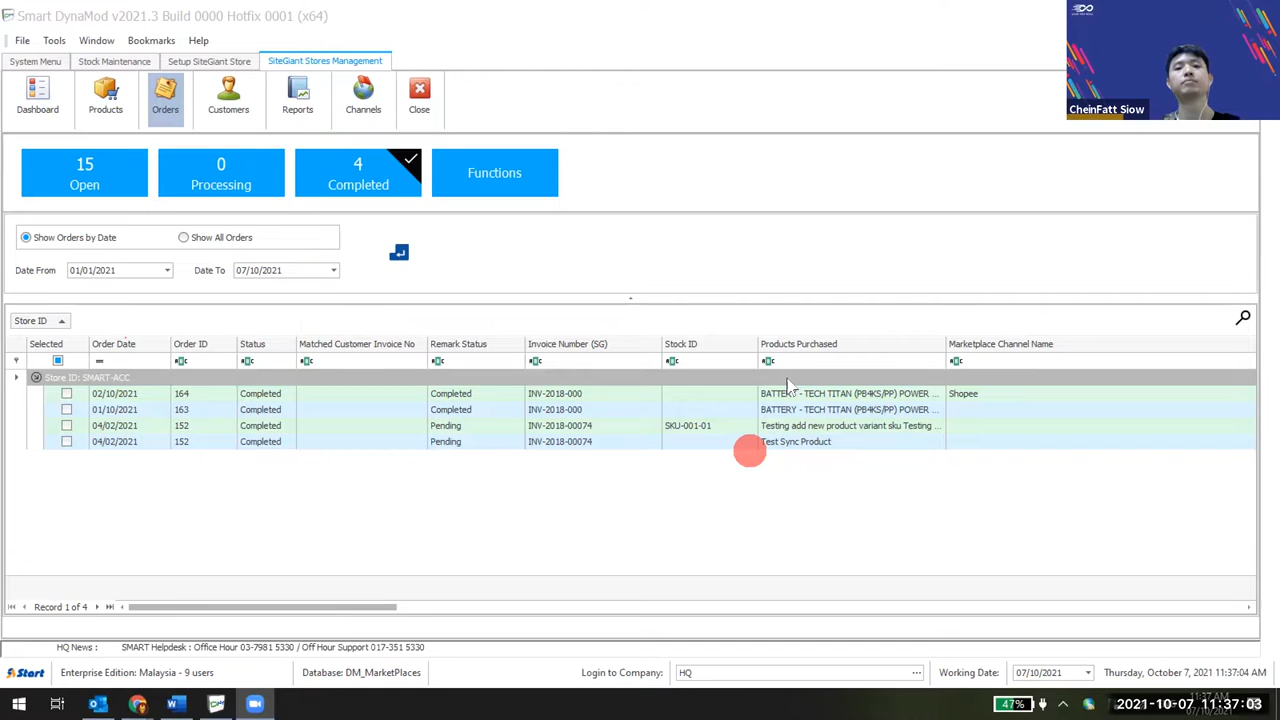 Smart DynaMod v2021.3 Build 0000 Hotfix 0001 (x64)
File Tools Window Bookmarks Help
System Menu Stock Maintenance Setup SiteGiant Store SiteGiant Stores Management
Dashboard Products Orders Customers Reports Channels Close
CheinFatt Siow
15 0 4
Open Processing Completed Functions
Show Orders by Date Show All Orders
Date From 01/01/2021 Date To 07/10/2021
Store ID
Selected Order Date Order ID Status Matched Customer Invoice No Remark Status Invoice Number (SG) Stock ID Products Purchased Marketplace Channel Name
Store ID: SMART-ACC
02/10/2021 164 Completed Completed INV-2018-000 BATTERY - TECH TITAN (PB4KS/PP) POWER ... Shopee
01/10/2021 163 Completed Completed INV-2018-000 BATTERY - TECH TITAN (PB4KS/PP) POWER ...
04/02/2021 152 Completed Pending INV-2018-00074 SKU-001-01 Testing add new product variant sku Testing ...
04/02/2021 152 Completed Pending INV-2018-00074 Test Sync Product
Record 1 of 4
HQ News : SMART Helpdesk : Office Hour 03-7981 5330 / Off Hour Support 017-351 5330
Start Enterprise Edition: Malaysia - 9 users Database: DM_MarketPlaces Login to Company: HQ ... Working Date: 07/10/2021 Thursday, October 7, 2021 11:37:04 AM
47% 2021-10-07 11:37:03